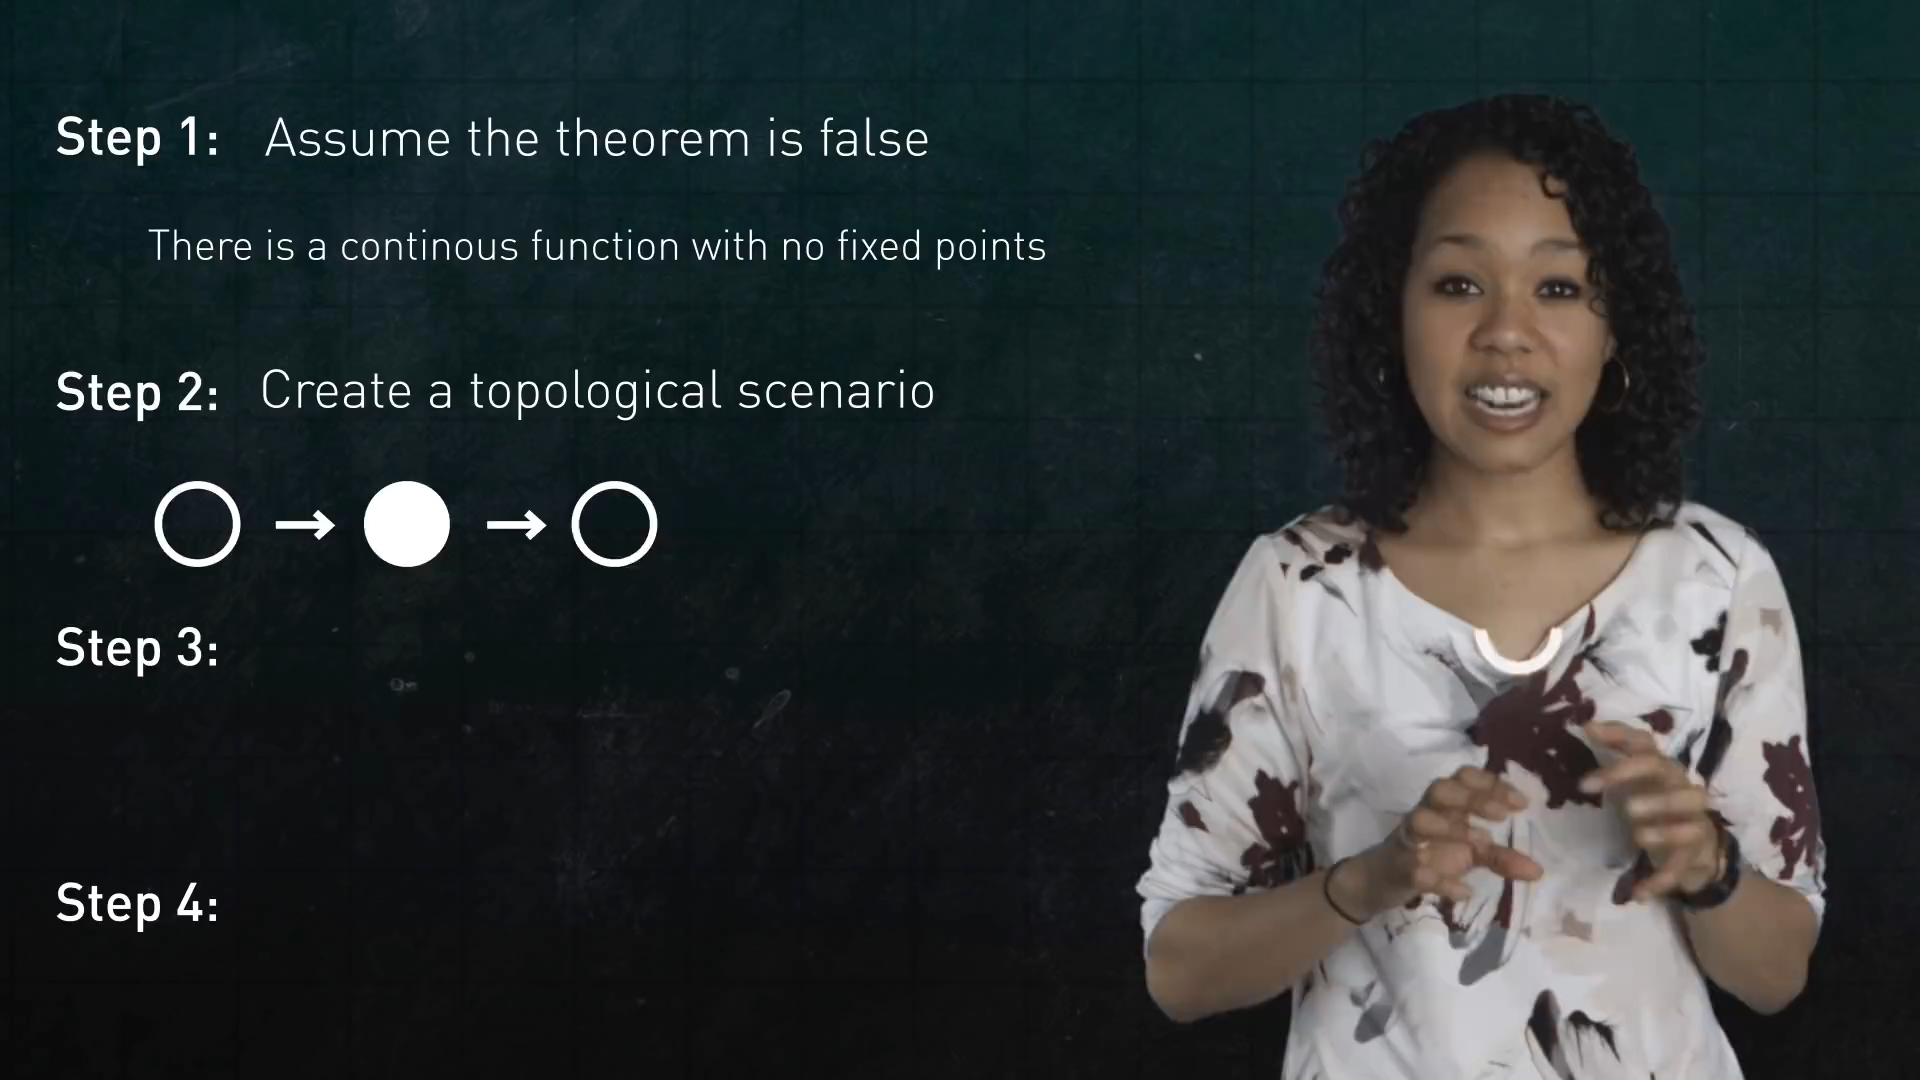 Step 1: Assume the theorem is false
There is a continous function with no fixed points
Step 2: Create a topological scenario
Step 3:
Step 4: